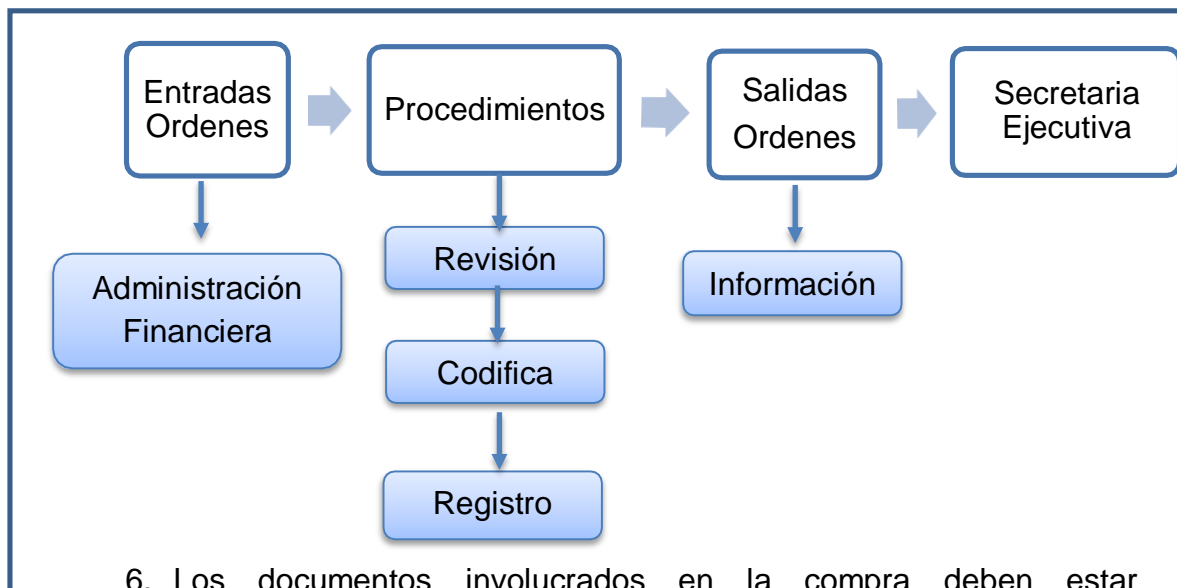 Entradas
Ordenes
Procedimientos
Salidas
Ordenes
Secretaria
Ejecutiva
Administración
Financiera
Revisión
Codifica
Registro
Información
6. Los documentos involucrados en la compra deben estar